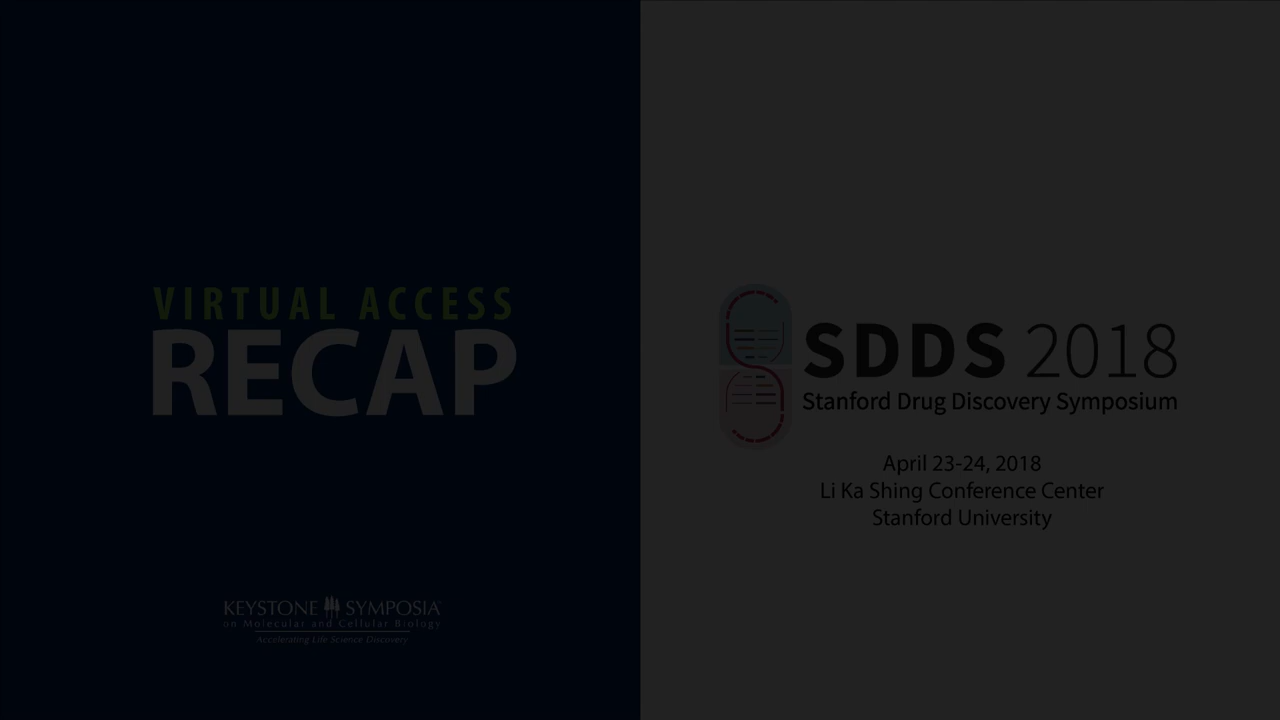 VIRTUAL ACCESS
RECAP
KEYSTONE SYMPOSIA™
on Molecular and Cellular Biology
Accelerating Life Science Discovery
SDDS 2018
Stanford Drug Discovery Symposium
April 23-24, 2018
Li Ka Shing Conference Center
Stanford University